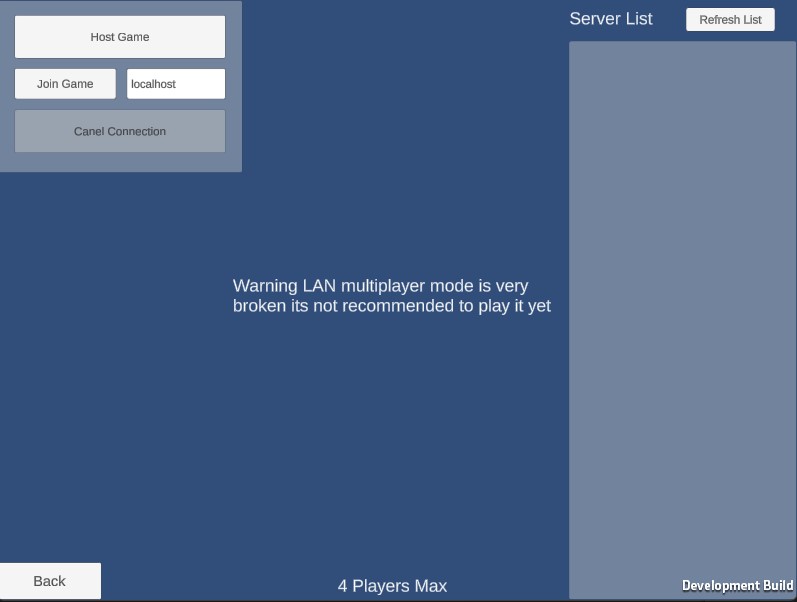 Host Game
Join Game
localhost
Canel Connection
Server List
Refresh List
Warning LAN multiplayer mode is very
broken its not recommended to play it yet
Back
4 Players Max
Development Build